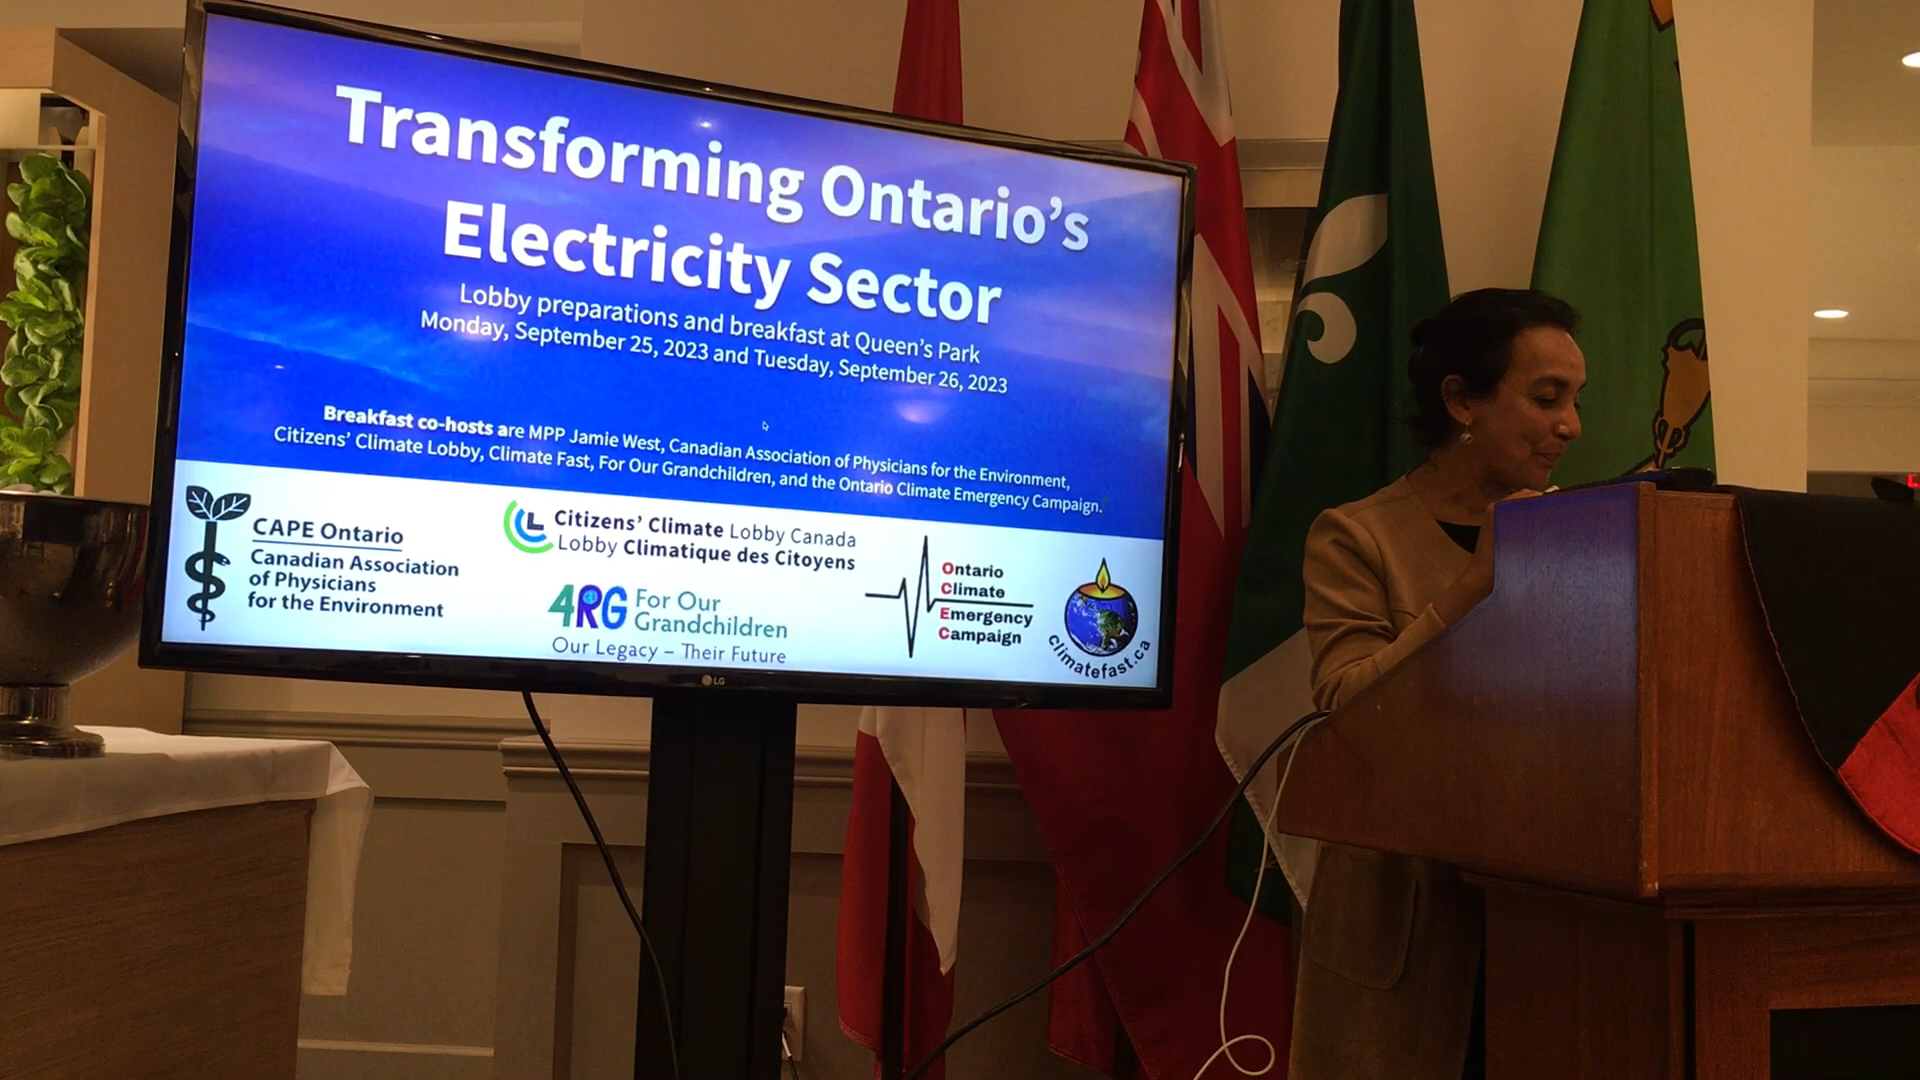 Transforming Ontario's
Electricity Sector
Lobby preparations and breakfast at Queen's Park
Monday, September 25, 2023 and Tuesday, September 26, 2023
Breakfast co-hosts are MPP Jamie West, Canadian Association of Physicians for the Environment,
Citizens' Climate Lobby, Climate Fast, For Our Grandchildren, and the Ontario Climate Emergency Campaign.
CAPE Ontario
Canadian Association
of Physicians
for the Environment
CCL Citizens' Climate Lobby Canada
Lobby Climatique des Citoyens
4RG For Our
Grandchildren
Our Legacy – Their Future
Ontario
Climate
Emergency
Campaign
climatefast.ca
LG